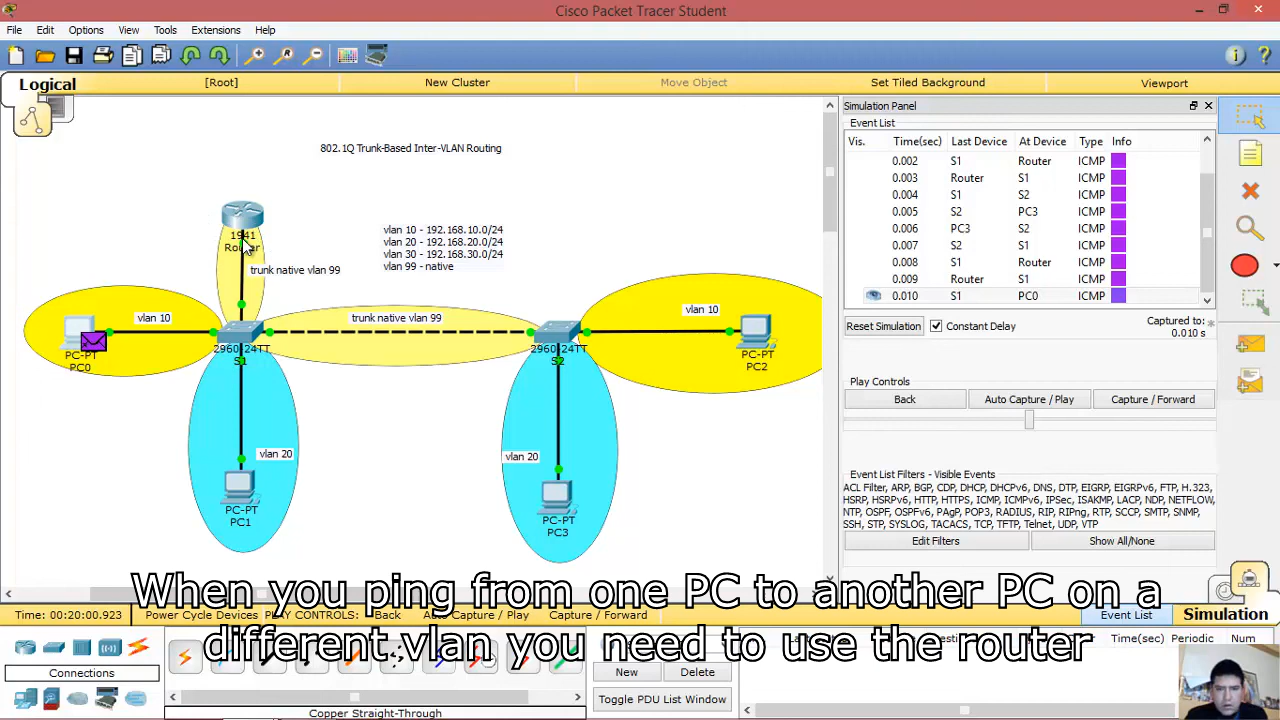 Cisco Packet Tracer Student
File Edit Options View Tools Extensions Help
Logical [Root] New Cluster Move Object Set Tiled Background Viewport
802.1Q Trunk-Based Inter-VLAN Routing
1941
Router
trunk native vlan 99
vlan 10 - 192.168.10.0/24
vlan 20 - 192.168.20.0/24
vlan 30 - 192.168.30.0/24
vlan 99 - native
vlan 10
trunk native vlan 99
vlan 10
PC-PT
PC0
2960-24TT
S1
2960-24TT
S2
PC-PT
PC2
vlan 20
vlan 20
PC-PT
PC1
PC-PT
PC3
Simulation Panel
Event List
Vis. Time(sec) Last Device At Device Type Info
0.002 S1 Router ICMP
0.003 Router S1 ICMP
0.004 S1 S2 ICMP
0.005 S2 PC3 ICMP
0.006 PC3 S2 ICMP
0.007 S2 S1 ICMP
0.008 S1 Router ICMP
0.009 Router S1 ICMP
0.010 S1 PC0 ICMP
Reset Simulation Constant Delay Captured to:
0.010 s
Play Controls
Back Auto Capture / Play Capture / Forward
Event List Filters - Visible Events
ACL Filter, ARP, BGP, CDP, DHCP, DHCPv6, DNS, DTP, EIGRP, EIGRPv6, FTP, H.323,
HSRP, HSRPv6, HTTP, HTTPS, ICMP, ICMPv6, IPSec, ISAKMP, LACP, NDP, NETFLOW,
NTP, OSPF, OSPFv6, PAgP, POP3, RADIUS, RIP, RIPng, RTP, SCCP, SMTP, SNMP,
SSH, STP, SYSLOG, TACACS, TCP, TFTP, Telnet, UDP, VTP
Edit Filters Show All/None
When you ping from one PC to another PC on a
different vlan you need to use the router
Time: 00:20:00.923 Power Cycle Devices PLAY CONTROLS: Back Auto Capture / Play Capture / Forward Event List Simulation
Time(sec) Periodic Num
Connections
New Delete
Toggle PDU List Window
Copper Straight-Through